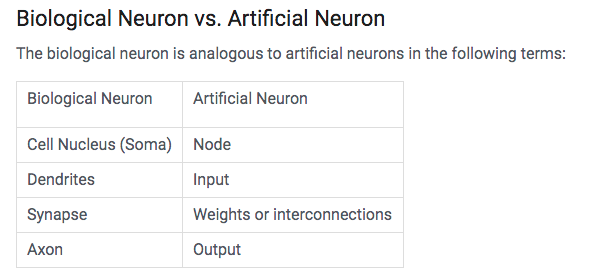 Biological Neuron vs. Artificial Neuron
The biological neuron is analogous to artificial neurons in the following terms:
Biological Neuron Artificial Neuron
Cell Nucleus (Soma) Node
Dendrites Input
Synapse Weights or interconnections
Axon Output